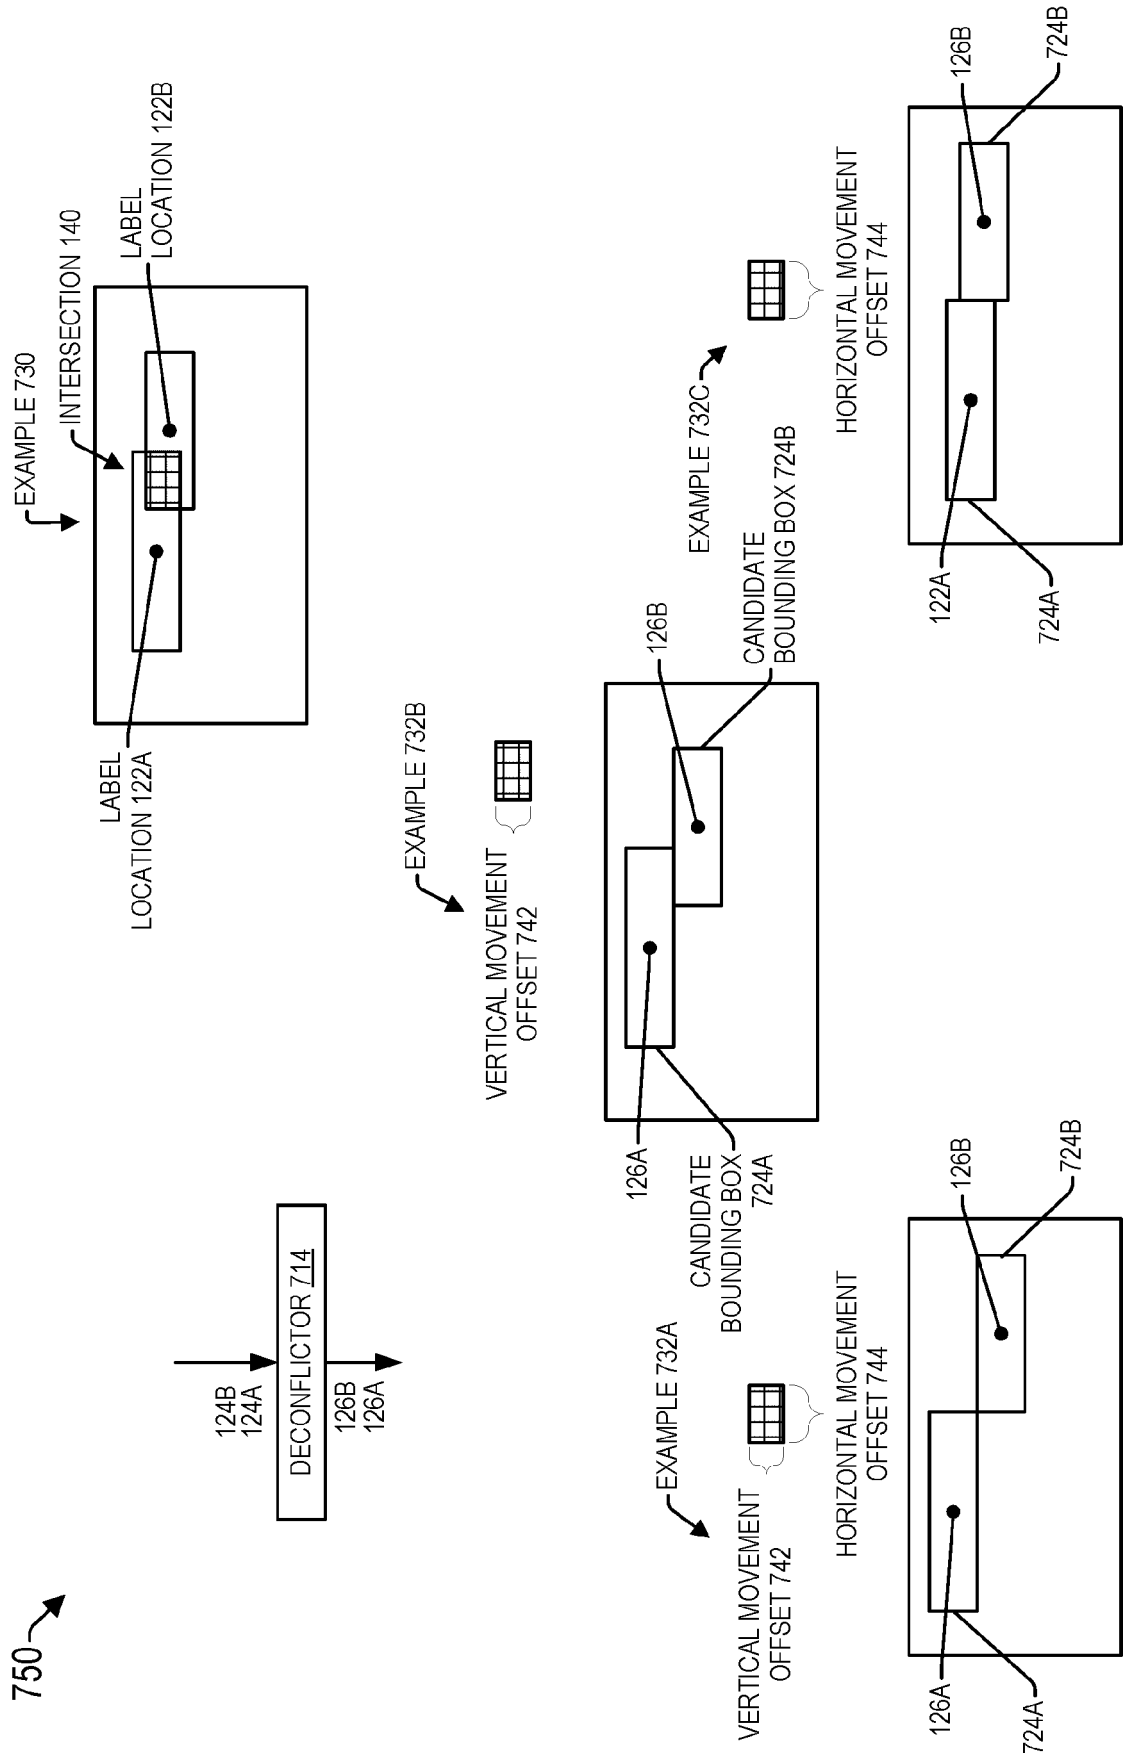 750
124B
124A
DECONFLICTOR 714
126B
126A
EXAMPLE 730
INTERSECTION 140
LABEL
LOCATION 122A
LABEL
LOCATION 122B
EXAMPLE 732B
VERTICAL MOVEMENT
OFFSET 742
126A
CANDIDATE
BOUNDING BOX
724A
126B
CANDIDATE
BOUNDING BOX 724B
EXAMPLE 732A
VERTICAL MOVEMENT
OFFSET 742
HORIZONTAL MOVEMENT
OFFSET 744
126A
724A
126B
724B
EXAMPLE 732C
HORIZONTAL MOVEMENT
OFFSET 744
122A
724A
126B
724B